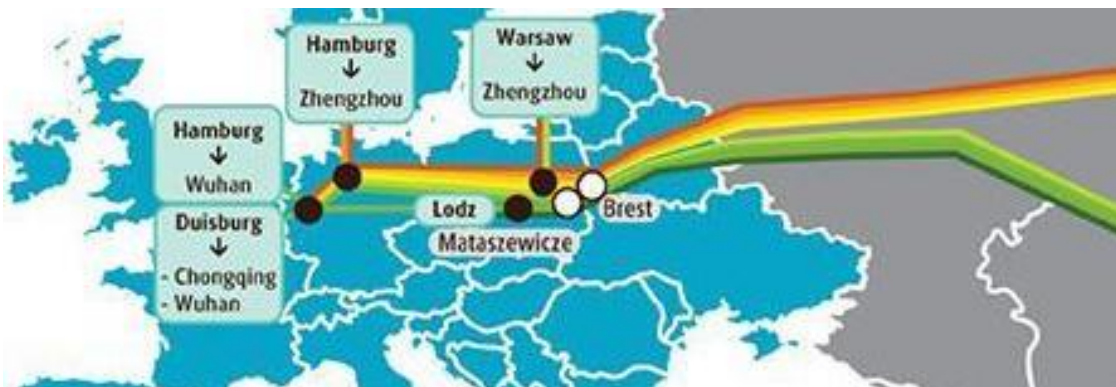 Hamburg
↓
Zhengzhou
Warsaw
↓
Zhengzhou
Hamburg
↓
Wuhan
Duisburg
↓
- Chongqing
- Wuhan
Lodz
Brest
Mataszewicze